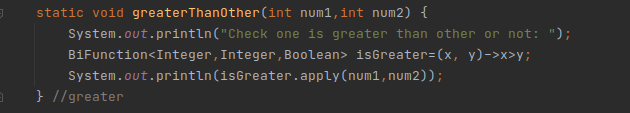 static void greaterThanOther(int num1,int num2) {
System.out.println("Check one is greater than other or not: ");
BiFunction<Integer,Integer,Boolean> isGreater=(x, y)->x>y;
System.out.println(isGreater.apply(num1,num2));
} //greater